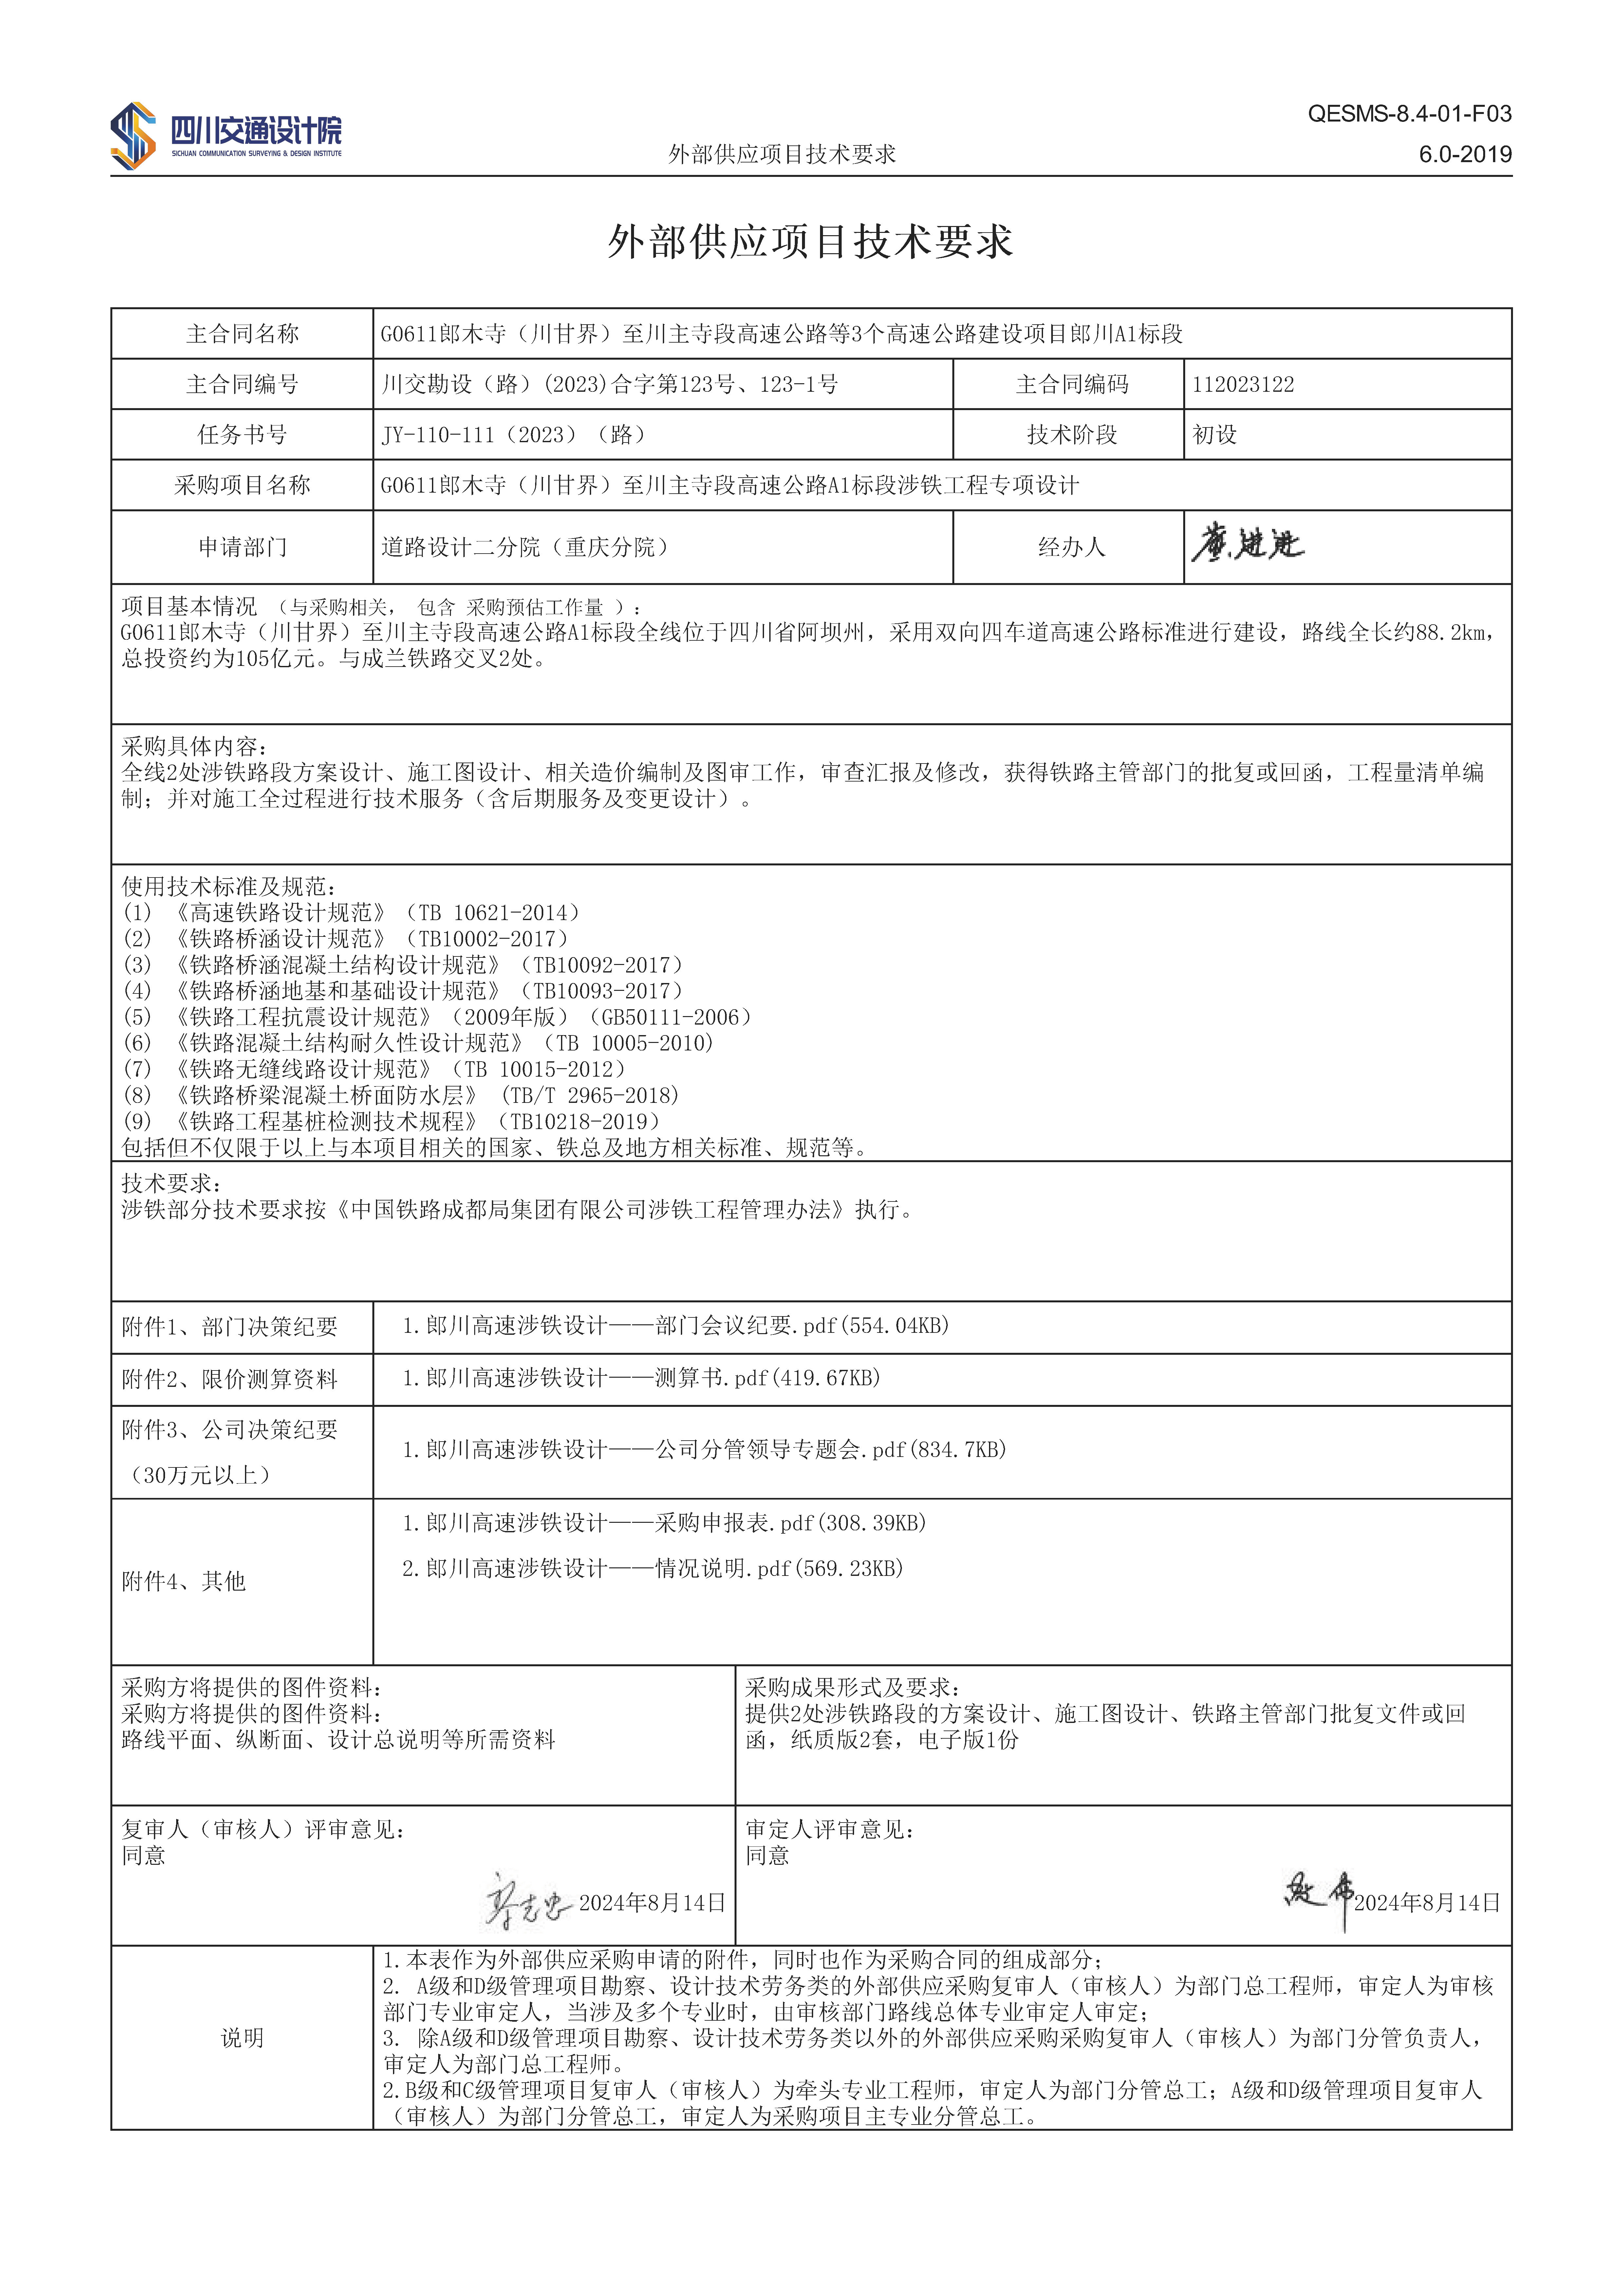 四川交通设计院
SICHUAN COMMUNICATION SURVEYING & DESIGN INSTITUTE
外部供应项目技术要求
QESMS-8.4-01-F03
6.0-2019
外部供应项目技术要求
主合同名称 G0611郎木寺（川甘界）至川主寺段高速公路等3个高速公路建设项目郎川A1标段
主合同编号 川交勘设（路）(2023)合字第123号、123-1号 主合同编码 112023122
任务书号 JY-110-111（2023）（路） 技术阶段 初设
采购项目名称 G0611郎木寺（川甘界）至川主寺段高速公路A1标段涉铁工程专项设计
申请部门 道路设计二分院（重庆分院） 经办人
项目基本情况 （与采购相关， 包含 采购预估工作量 ）：
G0611郎木寺（川甘界）至川主寺段高速公路A1标段全线位于四川省阿坝州，采用双向四车道高速公路标准进行建设，路线全长约88.2km，
总投资约为105亿元。与成兰铁路交叉2处。
采购具体内容：
全线2处涉铁路段方案设计、施工图设计、相关造价编制及图审工作，审查汇报及修改，获得铁路主管部门的批复或回函，工程量清单编
制；并对施工全过程进行技术服务（含后期服务及变更设计）。
使用技术标准及规范：
(1) 《高速铁路设计规范》（TB 10621-2014）
(2) 《铁路桥涵设计规范》（TB10002-2017）
(3) 《铁路桥涵混凝土结构设计规范》（TB10092-2017）
(4) 《铁路桥涵地基和基础设计规范》（TB10093-2017）
(5) 《铁路工程抗震设计规范》（2009年版）（GB50111-2006）
(6) 《铁路混凝土结构耐久性设计规范》（TB 10005-2010)
(7) 《铁路无缝线路设计规范》（TB 10015-2012）
(8) 《铁路桥梁混凝土桥面防水层》 (TB/T 2965-2018)
(9) 《铁路工程基桩检测技术规程》（TB10218-2019）
包括但不仅限于以上与本项目相关的国家、铁总及地方相关标准、规范等。
技术要求：
涉铁部分技术要求按《中国铁路成都局集团有限公司涉铁工程管理办法》执行。
附件1、部门决策纪要 1.郎川高速涉铁设计——部门会议纪要.pdf(554.04KB)
附件2、限价测算资料 1.郎川高速涉铁设计——测算书.pdf(419.67KB)
附件3、公司决策纪要
（30万元以上）
1.郎川高速涉铁设计——公司分管领导专题会.pdf(834.7KB)
附件4、其他
1.郎川高速涉铁设计——采购申报表.pdf(308.39KB)
2.郎川高速涉铁设计——情况说明.pdf(569.23KB)
采购方将提供的图件资料：
采购方将提供的图件资料：
路线平面、纵断面、设计总说明等所需资料
采购成果形式及要求：
提供2处涉铁路段的方案设计、施工图设计、铁路主管部门批复文件或回
函，纸质版2套，电子版1份
复审人（审核人）评审意见：
同意
2024年8月14日
审定人评审意见：
同意
2024年8月14日
说明
1.本表作为外部供应采购申请的附件，同时也作为采购合同的组成部分；
2. A级和D级管理项目勘察、设计技术劳务类的外部供应采购复审人（审核人）为部门总工程师，审定人为审核
部门专业审定人，当涉及多个专业时，由审核部门路线总体专业审定人审定；
3. 除A级和D级管理项目勘察、设计技术劳务类以外的外部供应采购采购复审人（审核人）为部门分管负责人，
审定人为部门总工程师。
2.B级和C级管理项目复审人（审核人）为牵头专业工程师，审定人为部门分管总工；A级和D级管理项目复审人
（审核人）为部门分管总工，审定人为采购项目主专业分管总工。